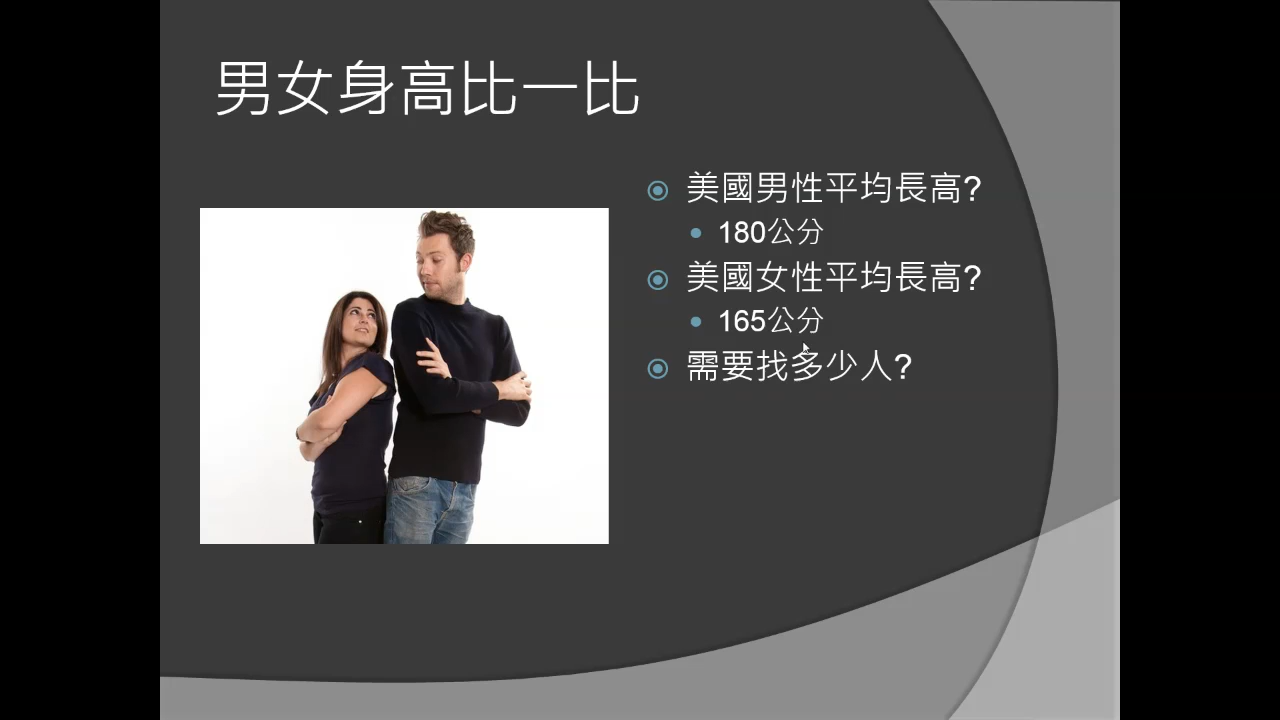 男女身高比一比
美國男性平均長高?
180公分
美國女性平均長高?
165公分
需要找多少人?